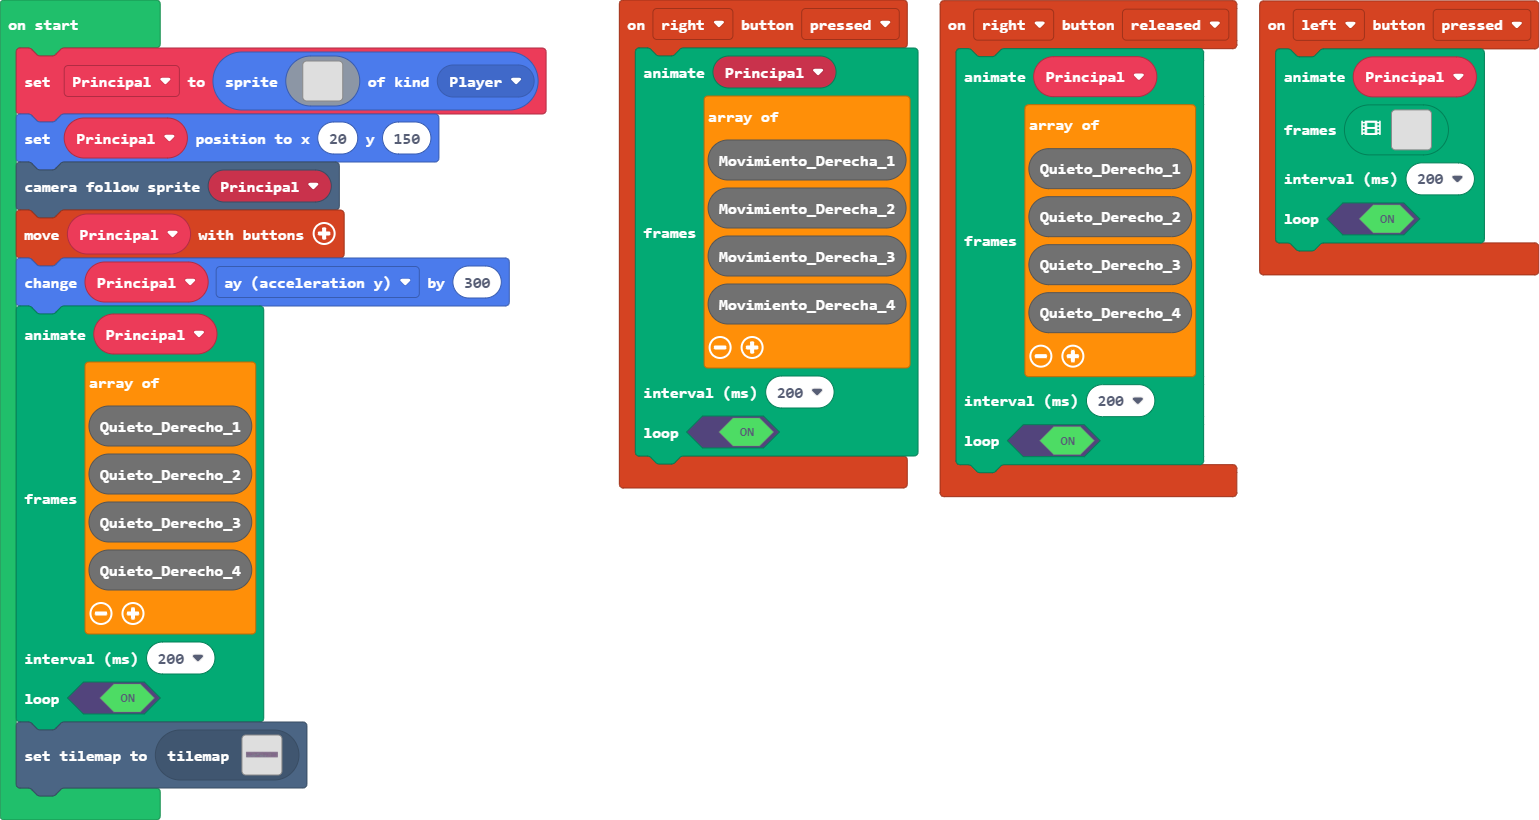 on start
set Principal to sprite of kind Player
set Principal position to x 20 y 150
camera follow sprite Principal
move Principal with buttons
change Principal ay (acceleration y) by 300
animate Principal
array of
Quieto_Derecho_1
Quieto_Derecho_2
frames
Quieto_Derecho_3
Quieto_Derecho_4
interval (ms) 200
loop ON
set tilemap to tilemap
on right button pressed
animate Principal
array of
Movimiento_Derecha_1
Movimiento_Derecha_2
frames
Movimiento_Derecha_3
Movimiento_Derecha_4
interval (ms) 200
loop ON
on right button released
animate Principal
array of
Quieto_Derecho_1
Quieto_Derecho_2
frames
Quieto_Derecho_3
Quieto_Derecho_4
interval (ms) 200
loop ON
on left button pressed
animate Principal
frames
interval (ms) 200
loop ON